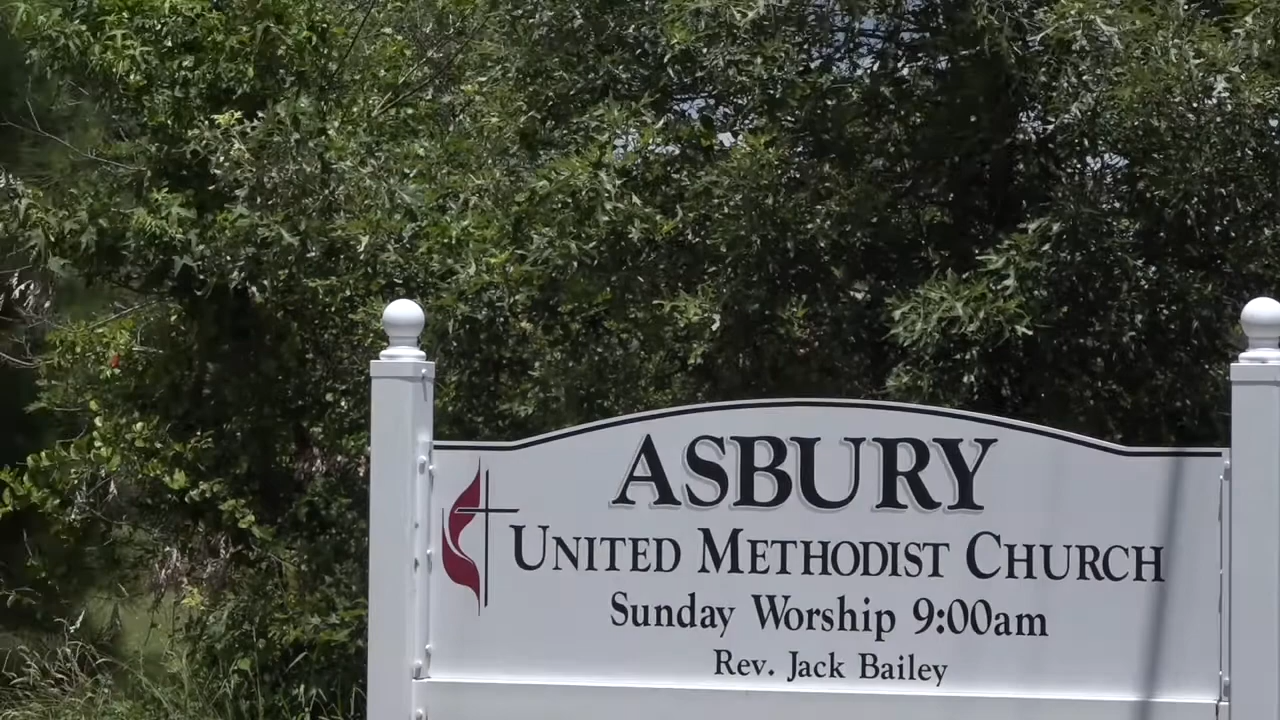 ASBURY
UNITED METHODIST CHURCH
Sunday Worship 9:00am
Rev. Jack Bailey